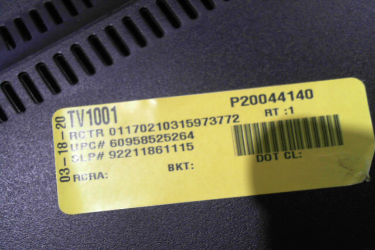 03-18-20
TV1001
P20044140
RCTR 01170210315973772
RT :1
UPC# 60958525264
SLP# 92211861115
DOT CL:
RCRA:
BKT: